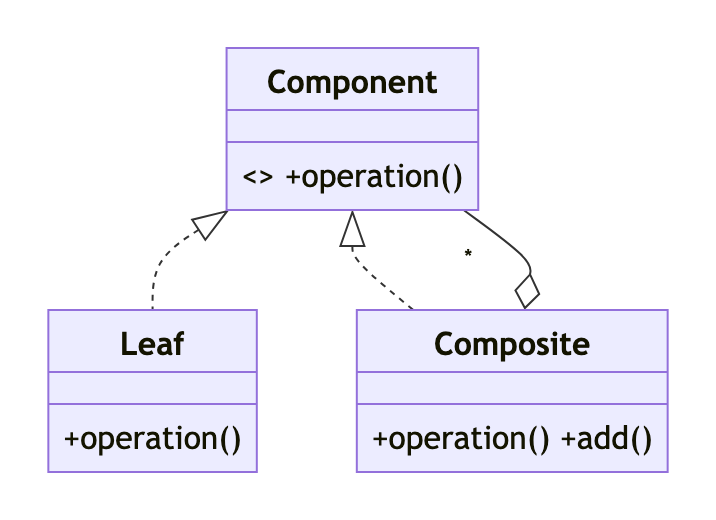 Component
<> +operation()
*
Leaf
+operation()
Composite
+operation() +add()